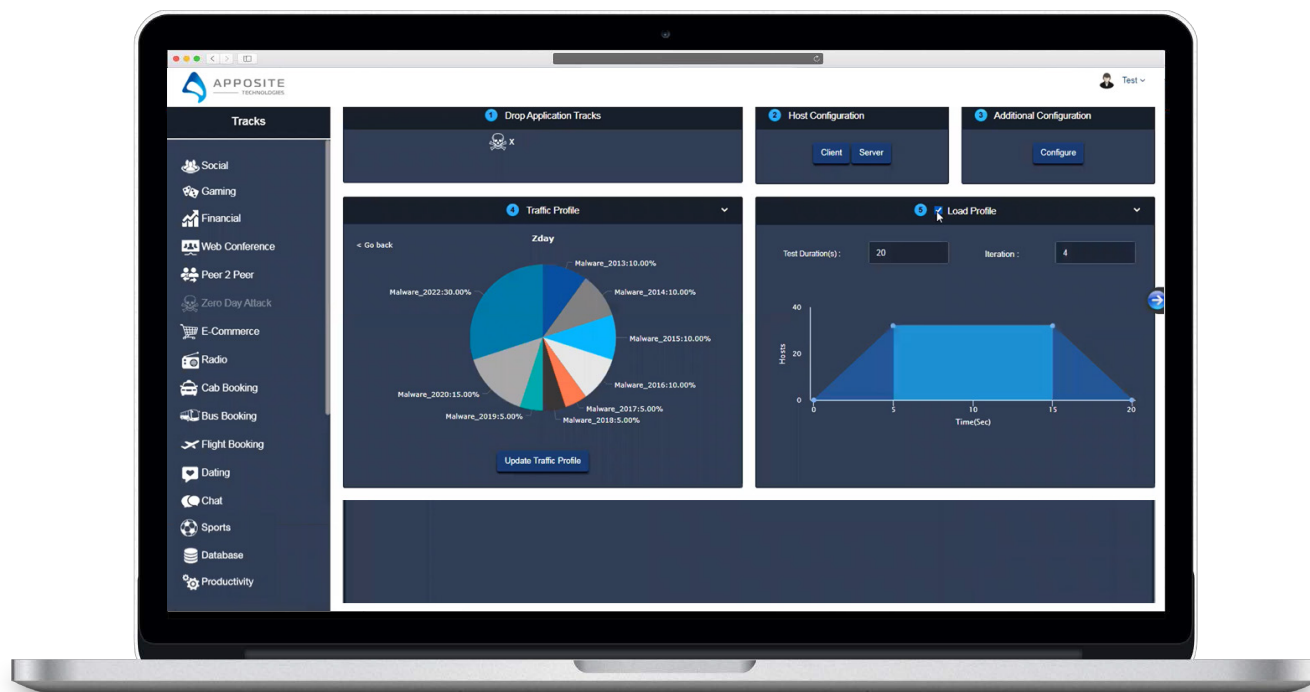 APPOSITE
TECHNOLOGIES
Test
Tracks
Social
Gaming
Financial
Web Conference
Peer 2 Peer
Zero Day Attack
E-Commerce
Radio
Cab Booking
Bus Booking
Flight Booking
Dating
Chat
Sports
Database
Productivity
1 Drop Application Tracks
X
2 Host Configuration
Client Server
3 Additional Configuration
Configure
4 Traffic Profile
< Go back
Zday
Malware_2013:10.00%
Malware_2014:10.00%
Malware_2015:10.00%
Malware_2016:10.00%
Malware_2017:5.00%
Malware_2018:5.00%
Malware_2019:5.00%
Malware_2020:15.00%
Malware_2022:30.00%
Update Traffic Profile
5 Load Profile
Test Duration(s) : 20
Iteration : 4
40
20
0
Hosts
0 5 10 15 20
Time(Sec)